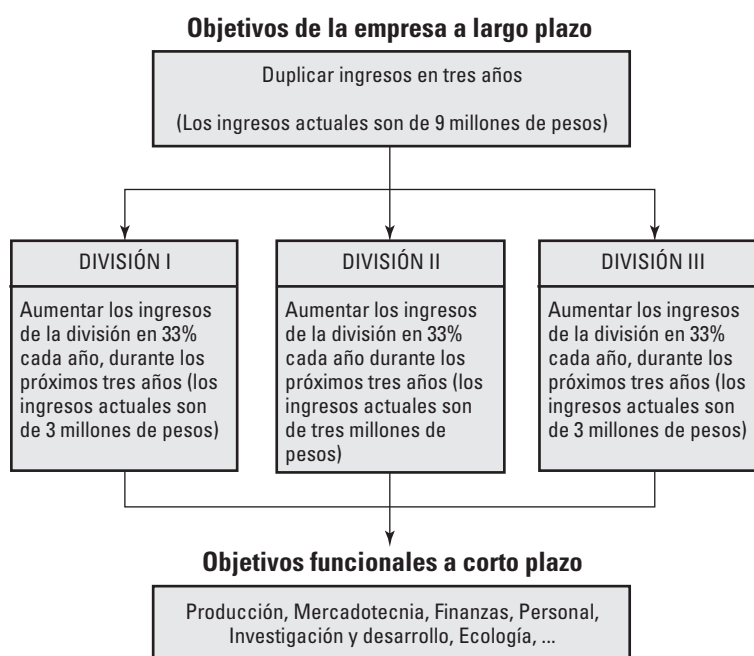 Objetivos de la empresa a largo plazo
Duplicar ingresos en tres años
(Los ingresos actuales son de 9 millones de pesos)
DIVISIÓN I
Aumentar los ingresos
de la división en 33%
cada año, durante los
próximos tres años (los
ingresos actuales son
de 3 millones de pesos)
DIVISIÓN II
Aumentar los ingresos
de la división en 33%
cada año durante los
próximos tres años (los
ingresos actuales son
de tres millones de
pesos)
DIVISIÓN III
Aumentar los ingresos
de la división en 33%
cada año, durante los
próximos tres años (los
ingresos actuales son
de 3 millones de pesos)
Objetivos funcionales a corto plazo
Producción, Mercadotecnia, Finanzas, Personal,
Investigación y desarrollo, Ecología, ...